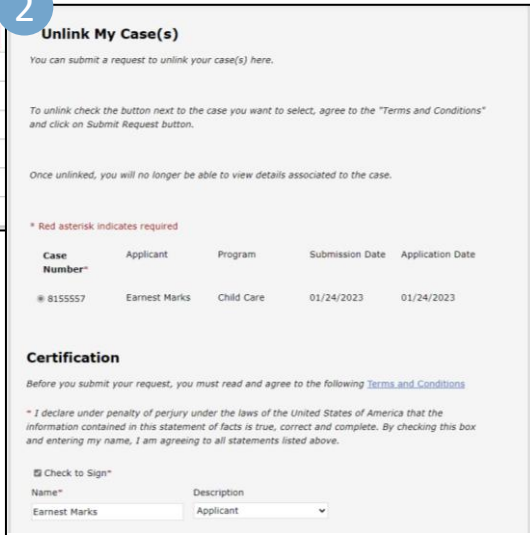 2
Unlink My Case(s)
You can submit a request to unlink your case(s) here.
To unlink check the button next to the case you want to select, agree to the "Terms and Conditions"
and click on Submit Request button.
Once unlinked, you will no longer be able to view details associated to the case.
* Red asterisk indicates required
Case Number* Applicant Program Submission Date Application Date
8155557 Earnest Marks Child Care 01/24/2023 01/24/2023
Certification
Before you submit your request, you must read and agree to the following Terms and Conditions
* I declare under penalty of perjury under the laws of the United States of America that the
information contained in this statement of facts is true, correct and complete. By checking this box
and entering my name, I am agreeing to all statements listed above.
Check to Sign*
Name* Description
Earnest Marks Applicant